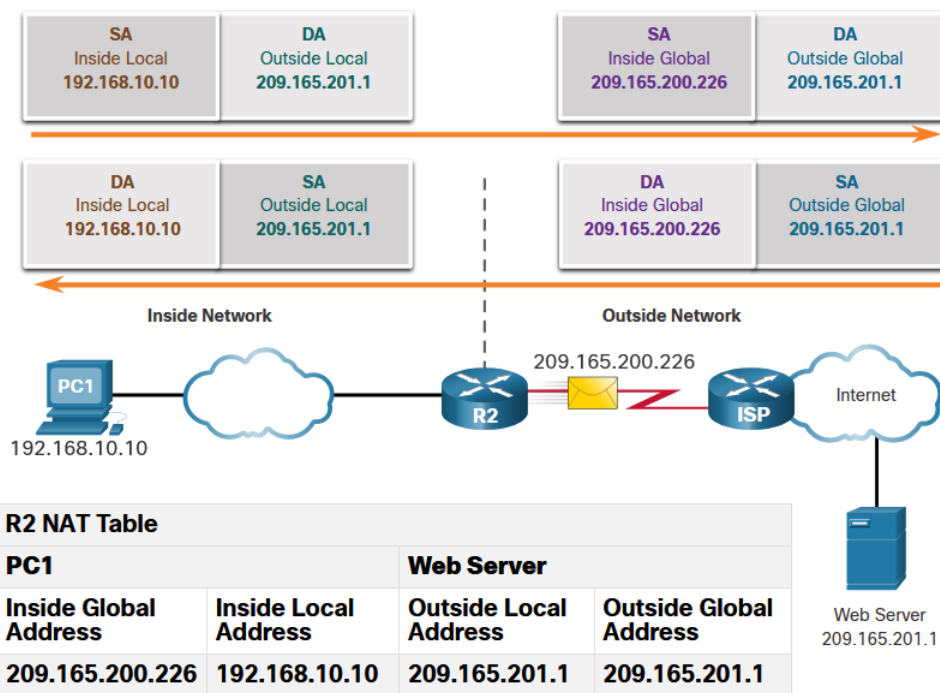 SA
Inside Local
192.168.10.10
DA
Outside Local
209.165.201.1
SA
Inside Global
209.165.200.226
DA
Outside Global
209.165.201.1
DA
Inside Local
192.168.10.10
SA
Outside Local
209.165.201.1
DA
Inside Global
209.165.200.226
SA
Outside Global
209.165.201.1
Inside Network
Outside Network
PC1
192.168.10.10
R2
209.165.200.226
ISP
Internet
Web Server
209.165.201.1
R2 NAT Table
PC1
Web Server
Inside Global
Address
Inside Local
Address
Outside Local
Address
Outside Global
Address
209.165.200.226
192.168.10.10
209.165.201.1
209.165.201.1